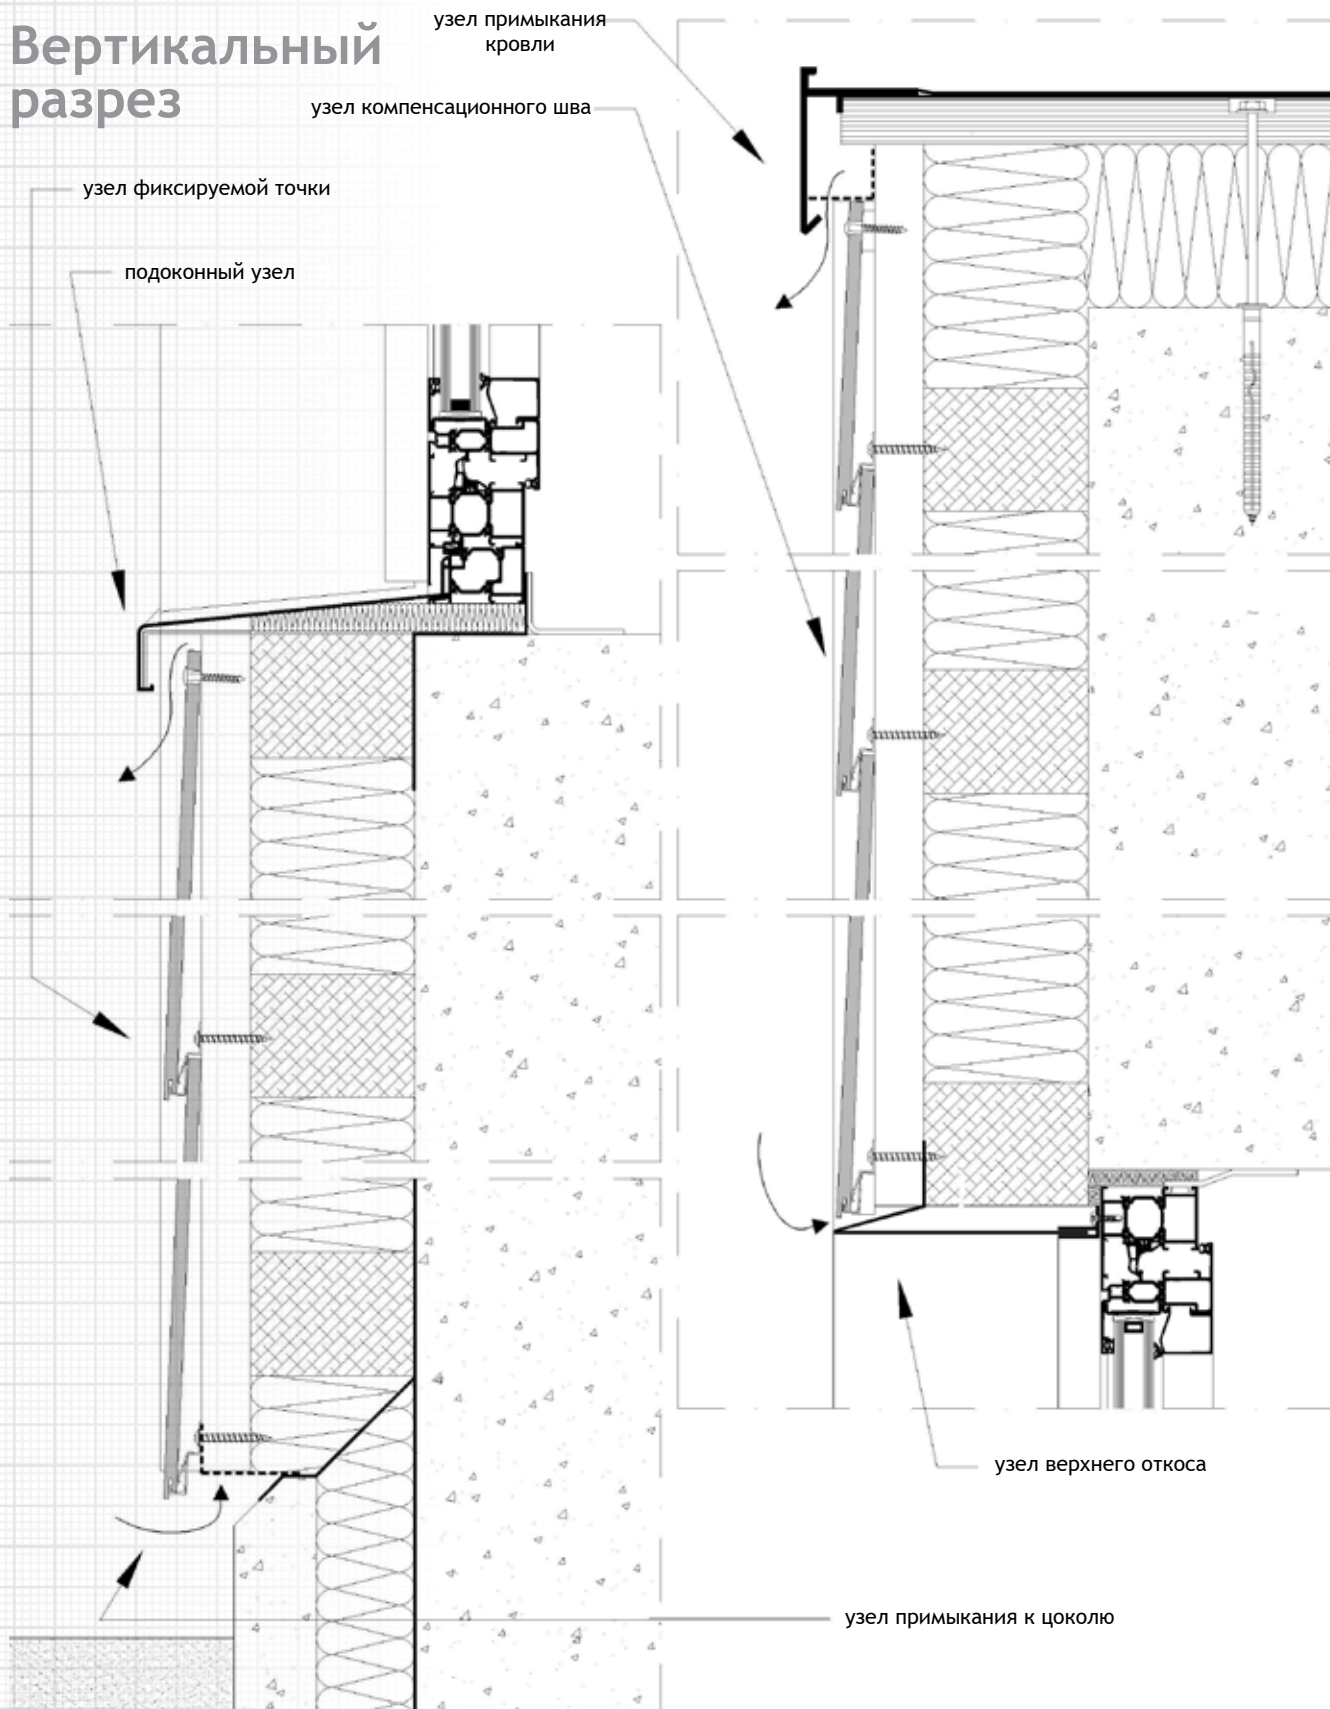 Вертикальный
разрез
узел примыкания
кровли
узел компенсационного шва
узел фиксируемой точки
подоконный узел
узел верхнего откоса
узел примыкания к цоколю